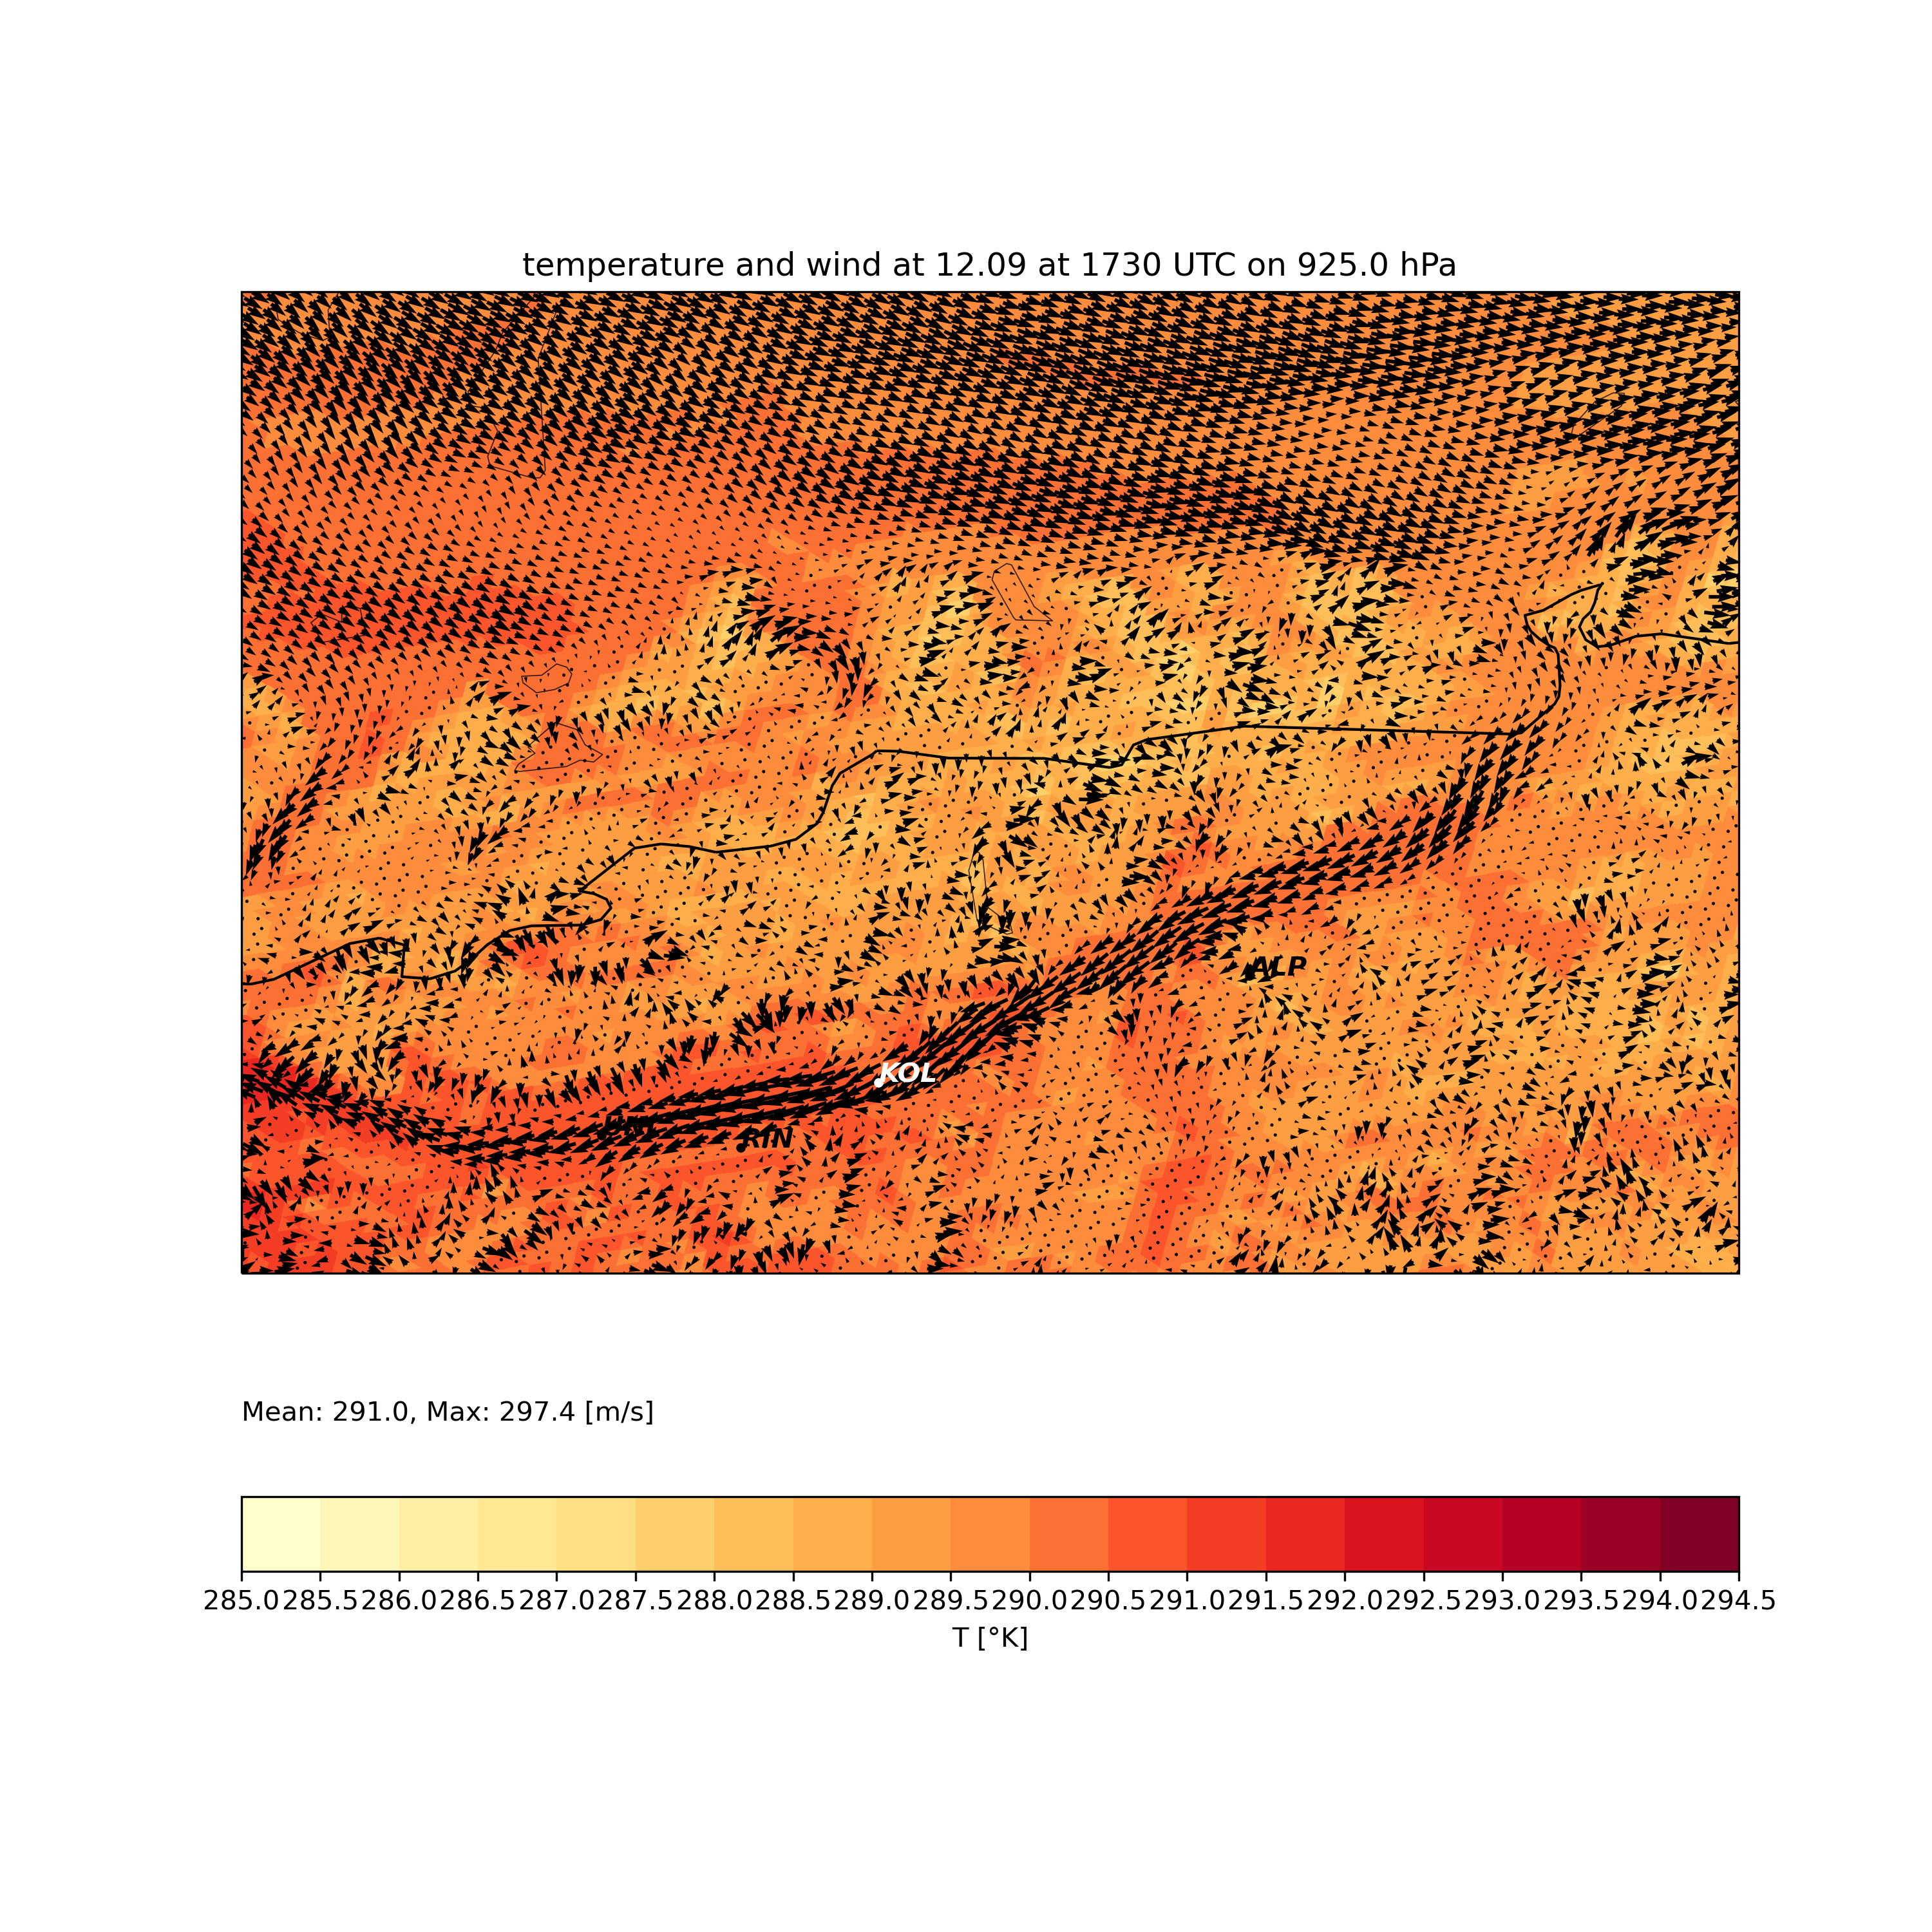 temperature and wind at 12.09 at 1730 UTC on 925.0 hPa
ALP
KOL
RIN
Mean: 291.0, Max: 297.4 [m/s]
285.0 285.5 286.0 286.5 287.0 287.5 288.0 288.5 289.0 289.5 290.0 290.5 291.0 291.5 292.0 292.5 293.0 293.5 294.0 294.5
T [°K]